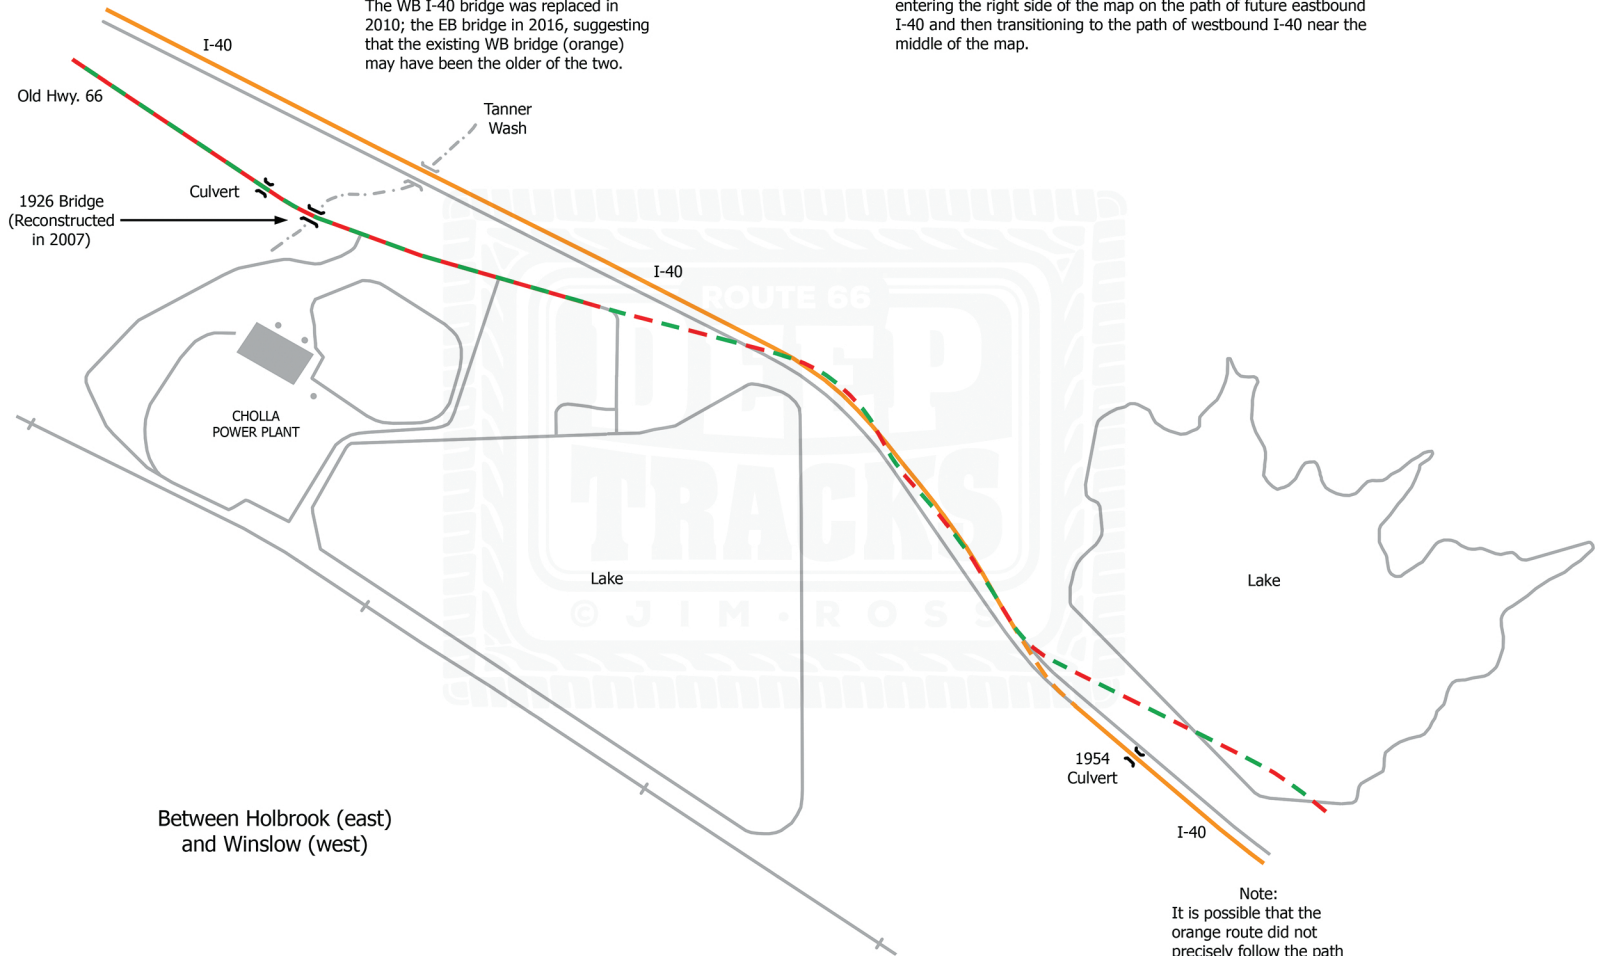 The WB I-40 bridge was replaced in
2010; the EB bridge in 2016, suggesting
that the existing WB bridge (orange)
may have been the older of the two.
entering the right side of the map on the path of future eastbound
I-40 and then transitioning to the path of westbound I-40 near the
middle of the map.
I-40
Old Hwy. 66
Tanner
Wash
Culvert
1926 Bridge
(Reconstructed
in 2007)
I-40
ROUTE 66
DEEP
TRACKS
© JIM · ROSS
CHOLLA
POWER PLANT
Lake
Lake
1954
Culvert
I-40
Between Holbrook (east)
and Winslow (west)
Note:
It is possible that the
orange route did not
precisely follow the path